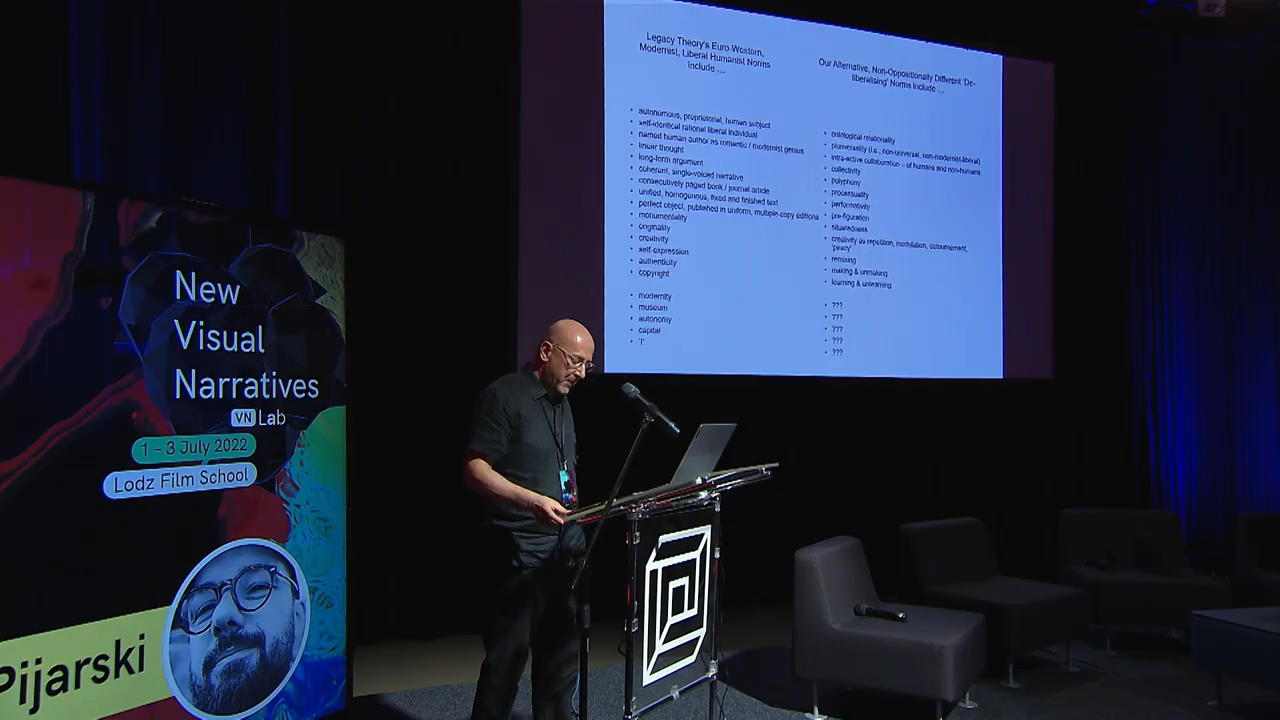 New
Visual
Narratives
VN Lab
1 – 3 July 2022
Lodz Film School
Pijarski
Legacy Theory's Euro-Western,
Modernist, Liberal Humanist Norms
include ...
• autonomous, proprietorial, human subject
• self-identical rational liberal individual
• named human author as romantic / modernist genius
• linear thought
• long-form argument
• coherent, single-voiced narrative
• consecutively paged book / journal article
• unified, homogenous, fixed and finished text
• perfect object, published in uniform, multiple-copy editions
• monumentality
• originality
• creativity
• self-expression
• authenticity
• copyright
• modernity
• museum
• autonomy
• capital
• 'I'
Our Alternative, Non-Oppositionally Different 'De-
liberalising' Norms include ...
• ontological relationality
• pluriversality (i.e., non-universal, non-modernist-liberal)
• intra-active collaboration – of humans and non-humans
• collectivity
• polyphony
• processuality
• performativity
• pre-figuration
• situatedness
• creativity as repetition, modulation, detournement,
'piracy'
• remixing
• making & unmaking
• learning & unlearning
• ???
• ???
• ???
• ???
• ???